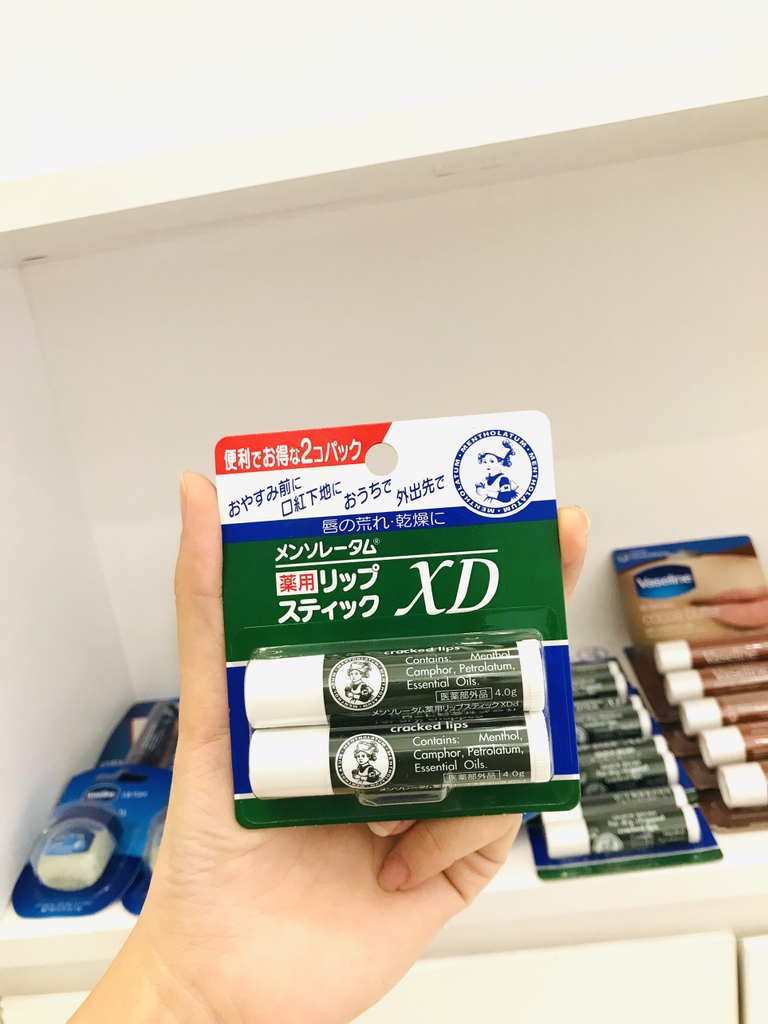 便利でお得な2コパック
おやすみ前に
口紅下地に
おうちで
外出先で
MENTHOLATUM · MENTHOLATUM
唇の荒れ・乾燥に
メンソレータム®
薬用リップ
スティック
XD
cracked lips
Contains: Menthol,
Camphor, Petrolatum,
Essential Oils.
医薬部外品 4.0g
メンソレータム薬用リップスティックXD
cracked lips
Contains: Menthol,
Camphor, Petrolatum,
Essential Oils.
医薬部外品 4.0g
Vaseline
Vaseline